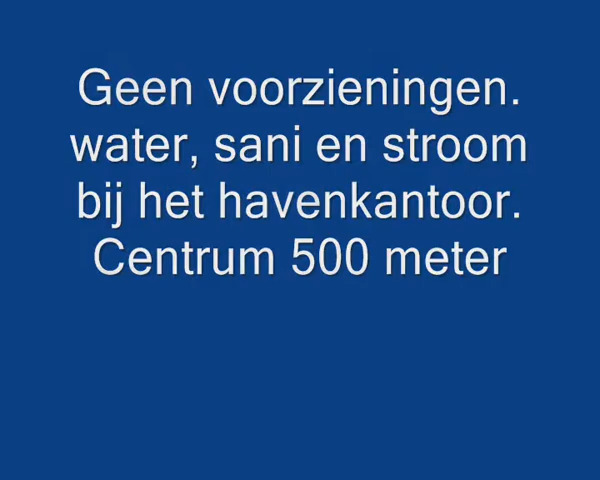 Geen voorzieningen.
water, sani en stroom
bij het havenkantoor.
Centrum 500 meter